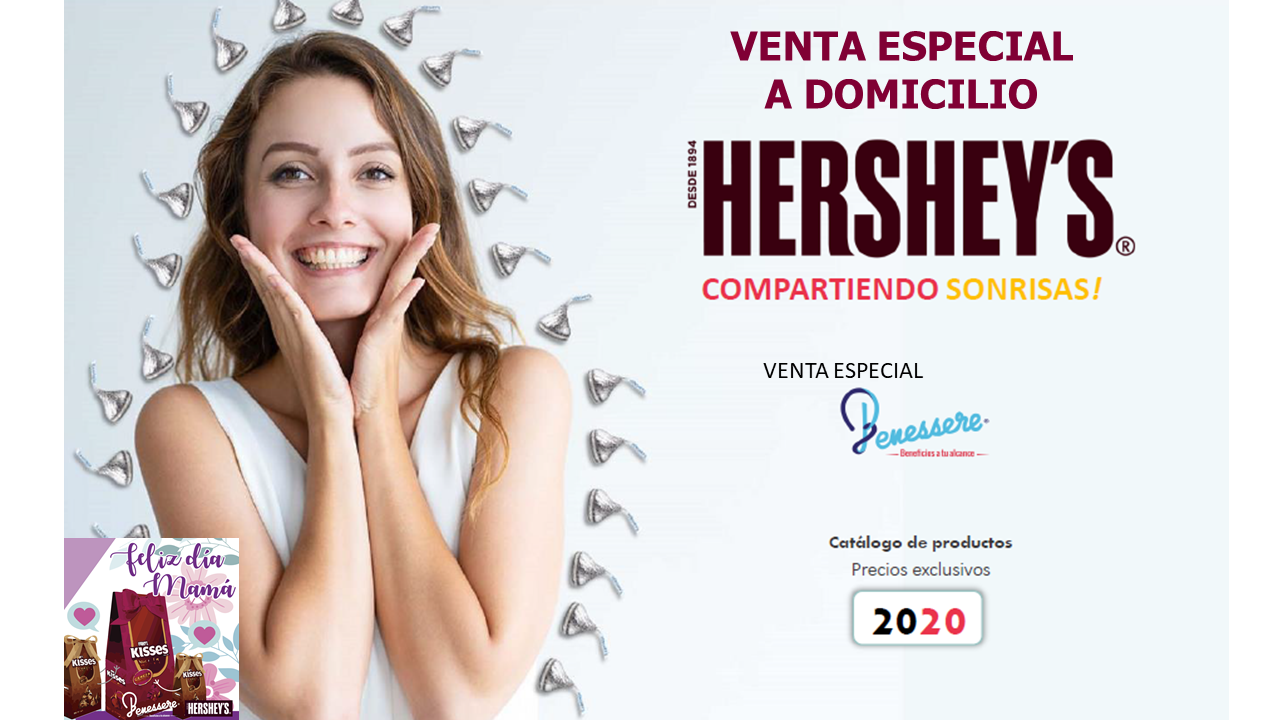 VENTA ESPECIAL
A DOMICILIO
DESDE 1894
HERSHEY'S®
COMPARTIENDO SONRISAS!
VENTA ESPECIAL
Benessere
Beneficios a tu alcance
Catálogo de productos
Precios exclusivos
2020
feliz día
Mamá
KISSES
KISSES
KISSES
Benessere
HERSHEY'S